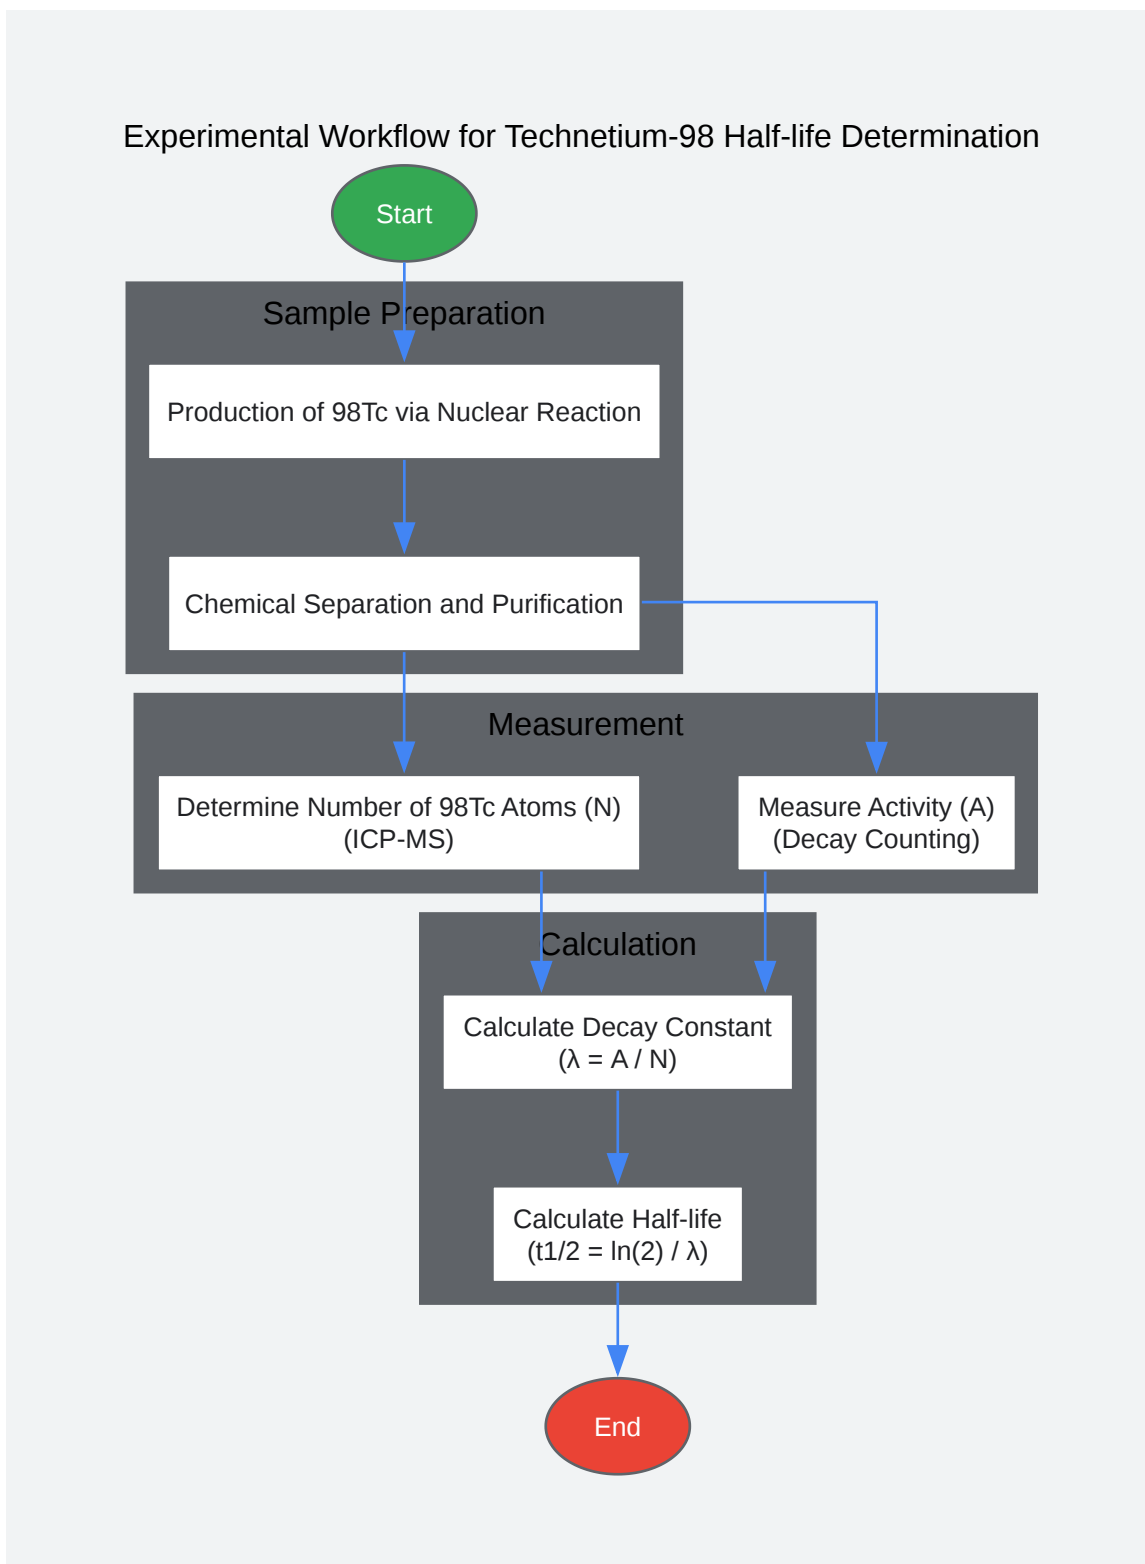 Experimental Workflow for Technetium-98 Half-life Determination
Start
Sample Preparation
Production of 98Tc via Nuclear Reaction
Chemical Separation and Purification
Measurement
Determine Number of 98Tc Atoms (N)
(ICP-MS)
Measure Activity (A)
(Decay Counting)
Calculation
Calculate Decay Constant
(λ = A / N)
Calculate Half-life
(t1/2 = ln(2) / λ)
End